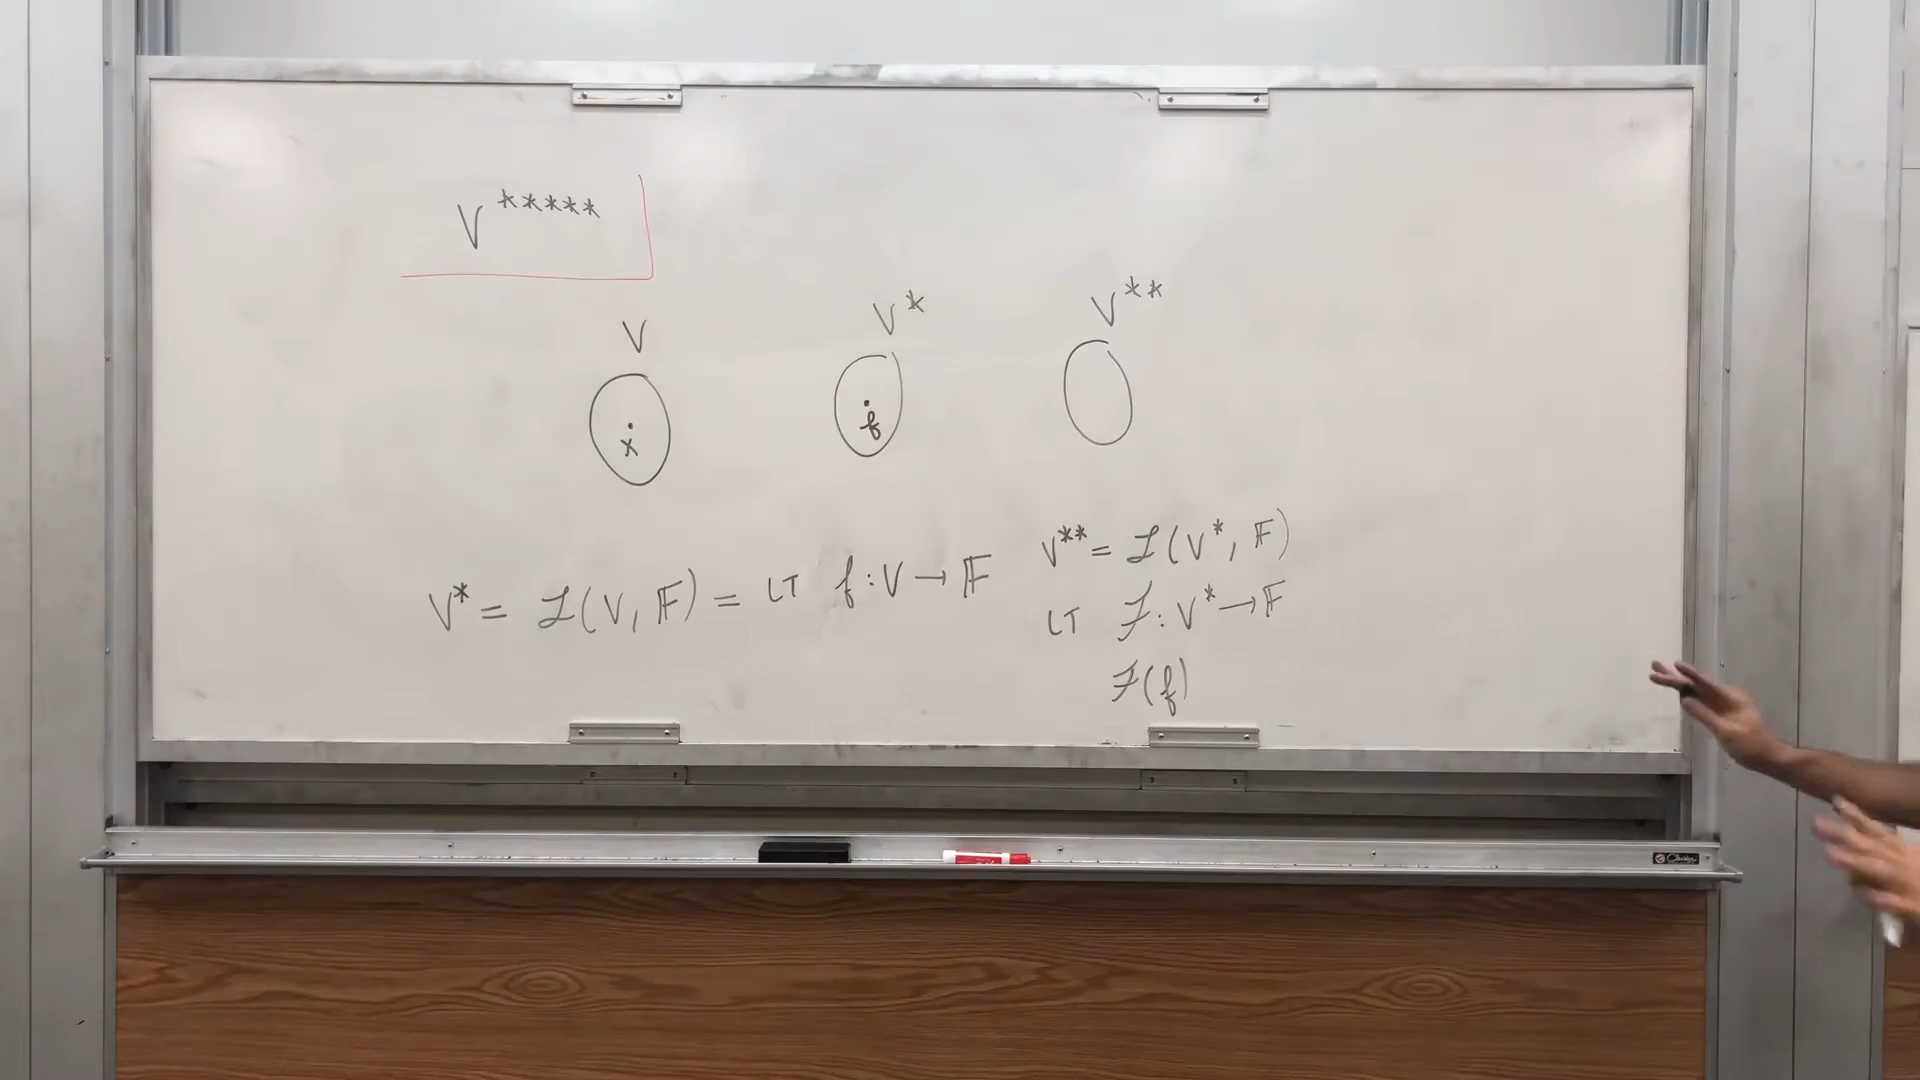 V*****
V
V*
V**
x
f
V* = ℒ(V, 𝔽) = LT f: V → 𝔽
V** = ℒ(V*, 𝔽)
LT ℱ: V* → 𝔽
ℱ(f)